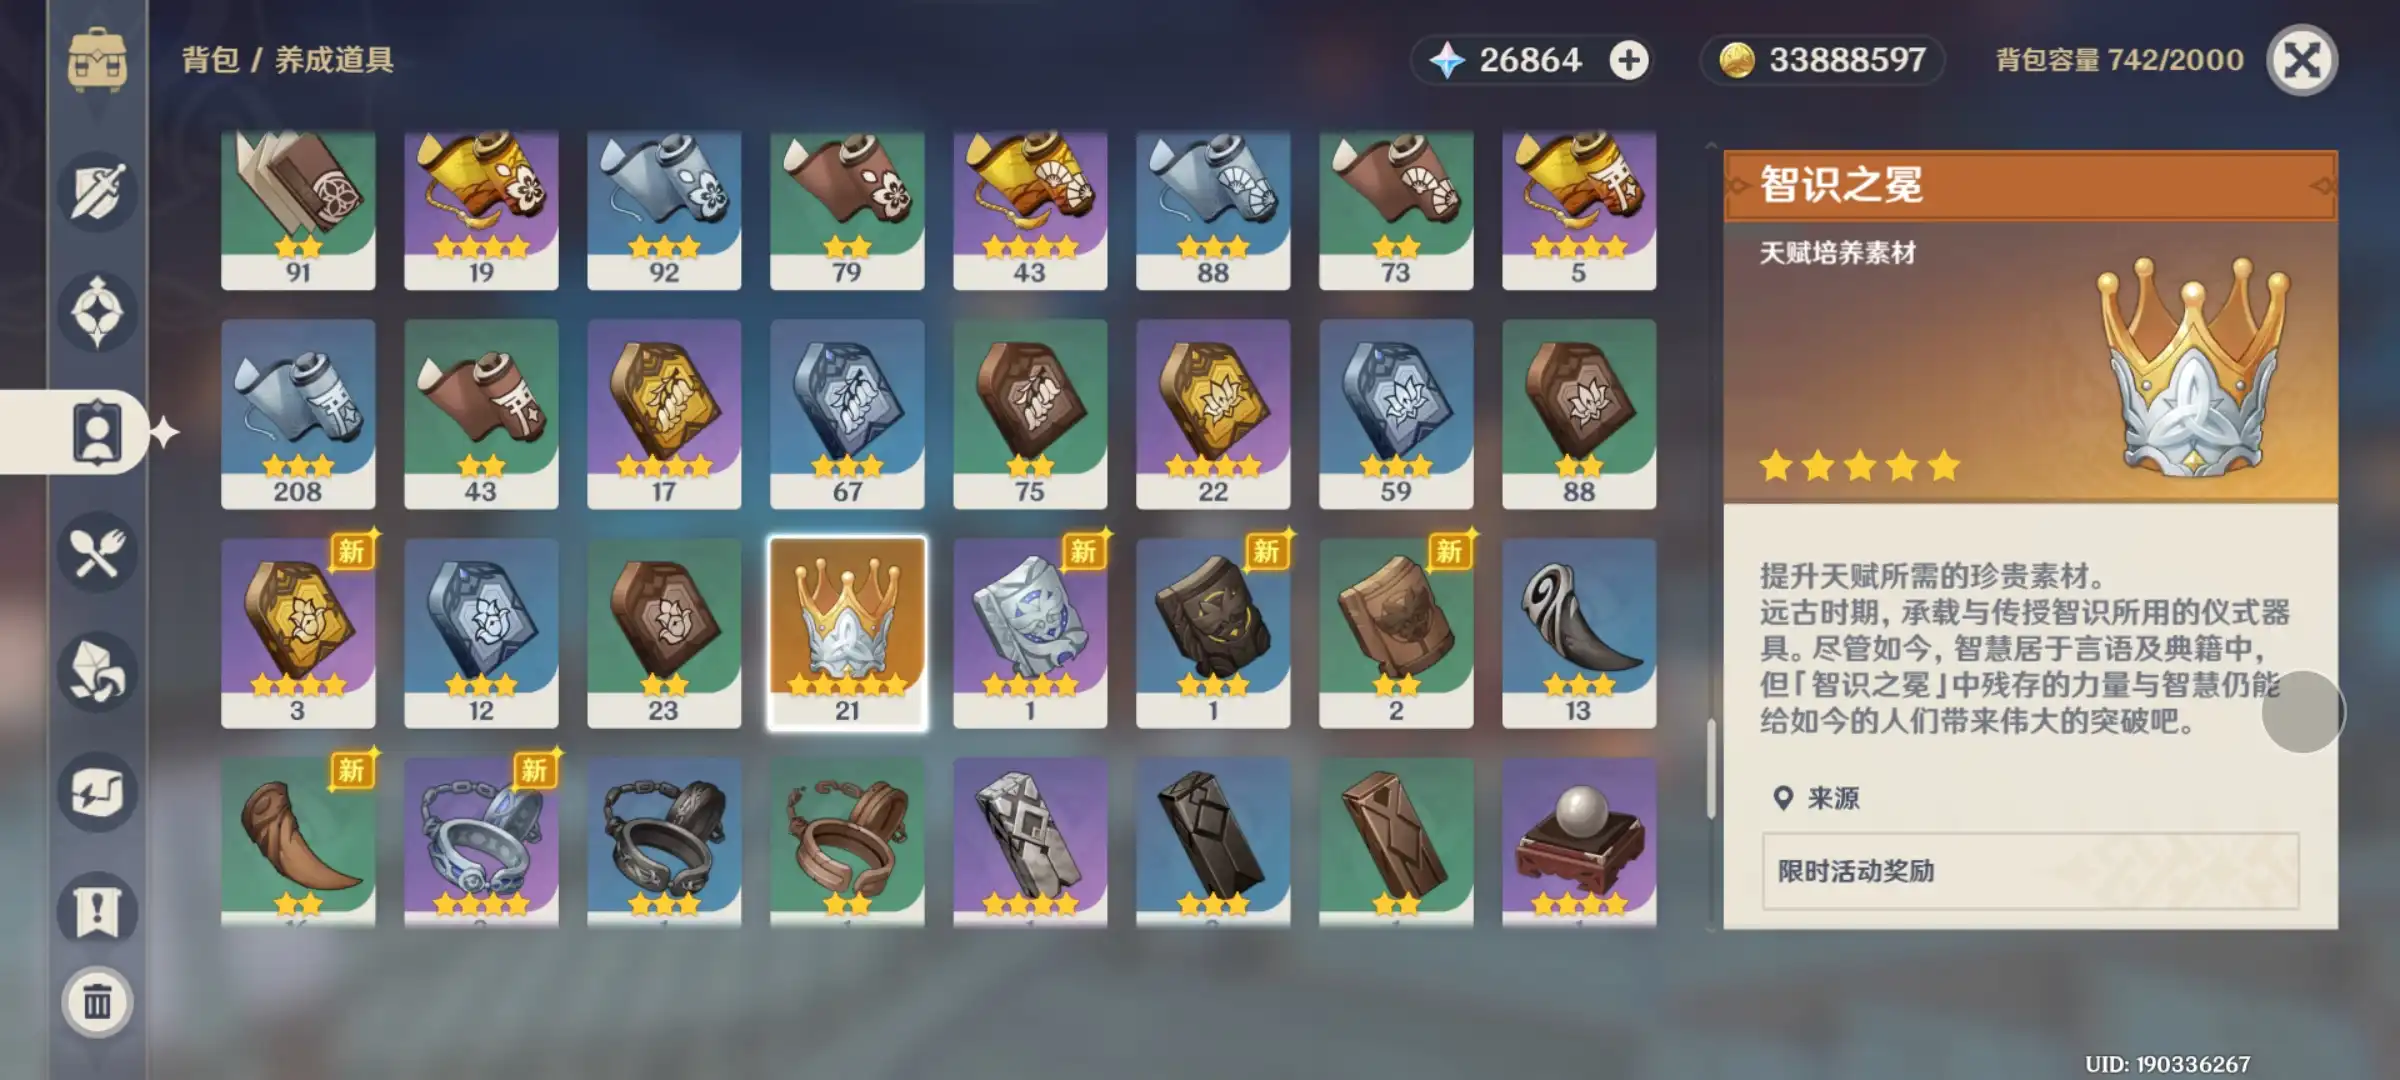 背包 / 养成道具
26864
33888597
背包容量 742/2000
91
19
92
79
43
88
73
5
208
43
17
67
75
22
59
88
新
新
新
新
3
12
23
21
1
1
2
13
新
新
智识之冕
天赋培养素材
提升天赋所需的珍贵素材。
远古时期,承载与传授智识所用的仪式器
具。尽管如今,智慧居于言语及典籍中,
但「智识之冕」中残存的力量与智慧仍能
给如今的人们带来伟大的突破吧。
来源
限时活动奖励
UID: 190336267